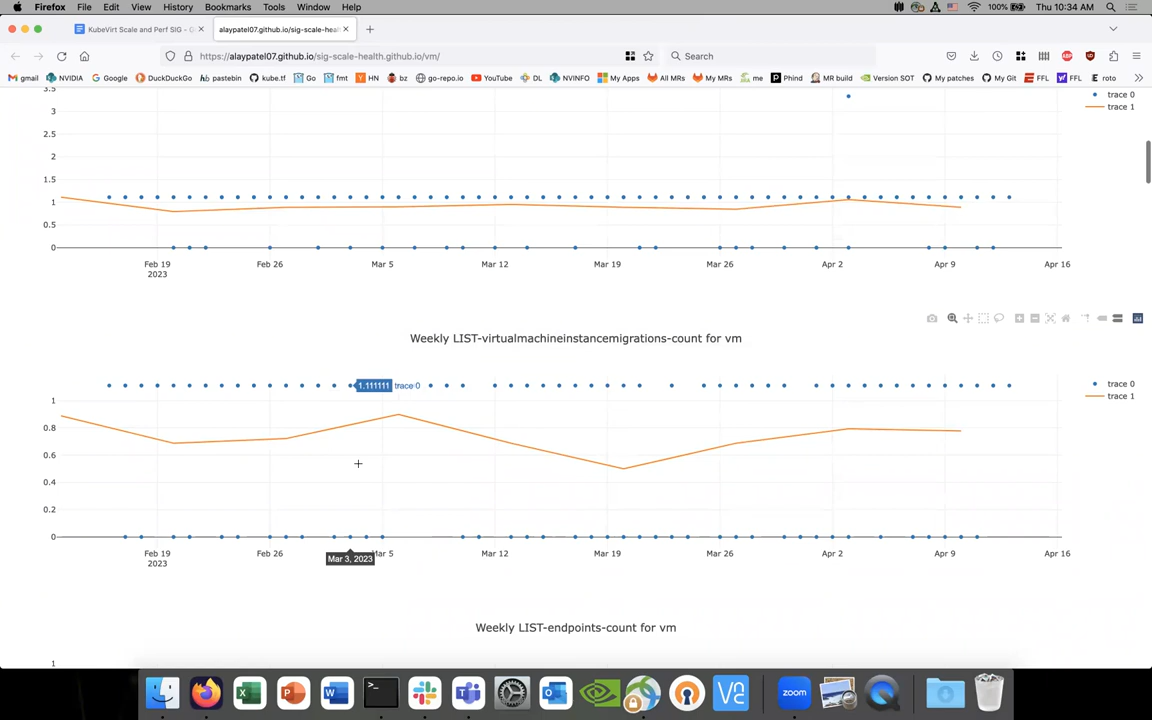 Firefox File Edit View History Bookmarks Tools Window Help 100% Thu Apr 13 10:34 AM
KubeVirt Scale and Perf SIG - G × alaypatel07.github.io/sig-scale-heal × +
https://alaypatel07.github.io/sig-scale-health.github.io/vm/ Search
gmail NVIDIA Google DuckDuckGo pastebin kube.tf Go fmt HN bz go-repo.io YouTube DL NVINFO My Apps All MRs My MRs me Phind MR build Version SOT My patches My Git FFL FFL roto
3.5
trace 0
trace 1
3
2.5
2
1.5
1
0.5
0
Feb 19 Feb 26 Mar 5 Mar 12 Mar 19 Mar 26 Apr 2 Apr 9 Apr 16
2023
Weekly LIST-virtualmachineinstancemigrations-count for vm
1.111111 trace 0
trace 0
trace 1
1
0.8
0.6
0.4
0.2
0
Feb 19 Feb 26 Mar 5 Mar 12 Mar 19 Mar 26 Apr 2 Apr 9 Apr 16
2023
Mar 3, 2023
Weekly LIST-endpoints-count for vm
1
zoom